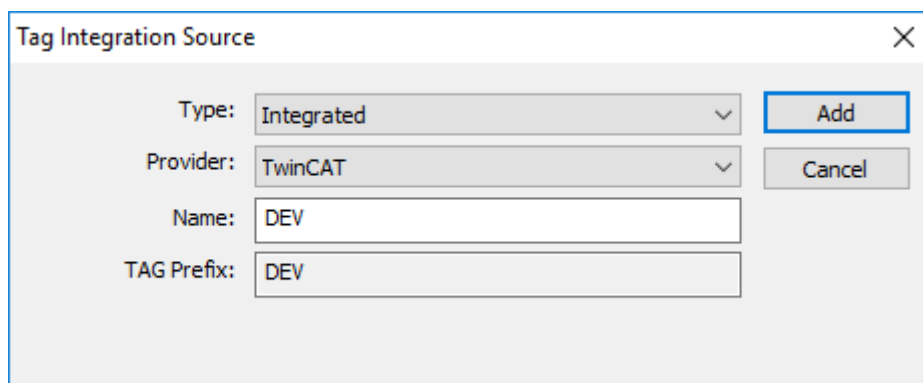 Tag Integration Source
Type: Integrated Add
Provider: TwinCAT Cancel
Name: DEV
TAG Prefix: DEV